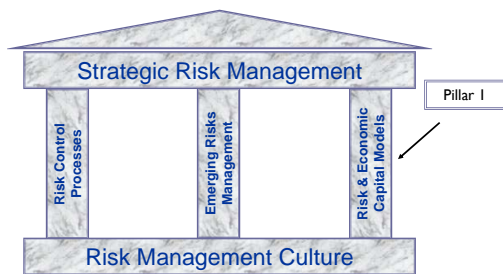 Strategic Risk Management
Pillar I
Risk Control
Processes
Emerging Risks
Management
Risk & Economic
Capital Models
Risk Management Culture